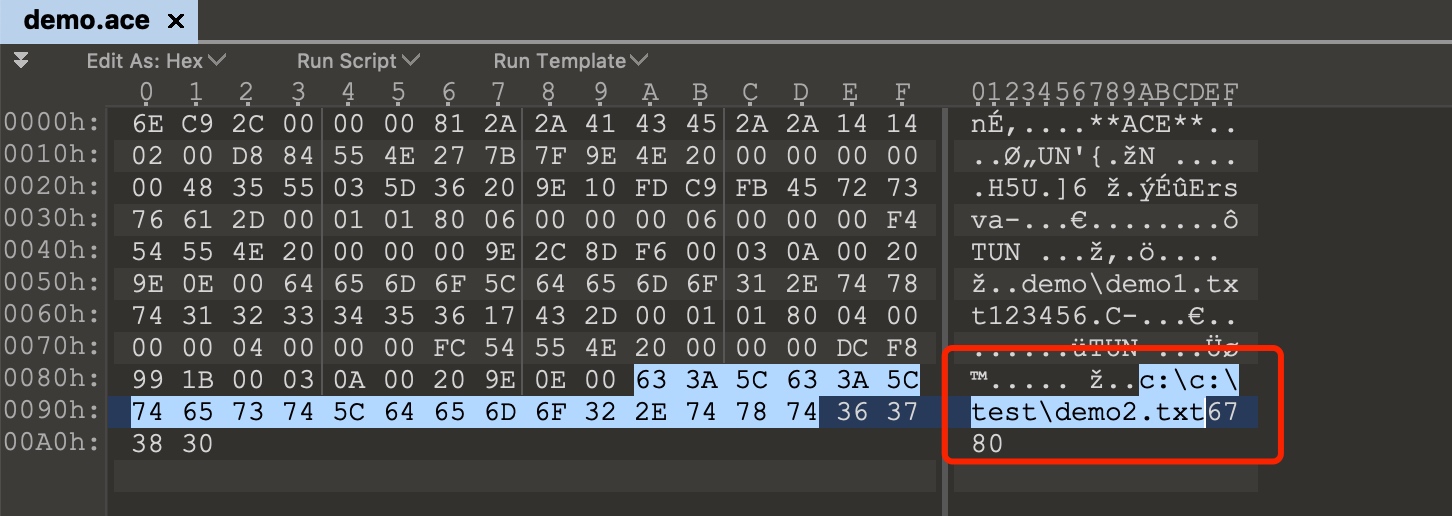 demo.ace ×
Edit As: Hex Run Script Run Template
0 1 2 3 4 5 6 7 8 9 A B C D E F 0123456789ABCDEF
0000h: 6E C9 2C 00 00 00 81 2A 2A 41 43 45 2A 2A 14 14 nÉ,....**ACE**..
0010h: 02 00 D8 84 55 4E 27 7B 7F 9E 4E 20 00 00 00 00 ..Ø„UN'{.žN ....
0020h: 00 48 35 55 03 5D 36 20 9E 10 FD C9 FB 45 72 73 .H5U.]6 ž.ýÉûErs
0030h: 76 61 2D 00 01 01 80 06 00 00 00 06 00 00 00 F4 va-...€........ô
0040h: 54 55 4E 20 00 00 00 9E 2C 8D F6 00 03 0A 00 20 TUN ...ž,.ö....
0050h: 9E 0E 00 64 65 6D 6F 5C 64 65 6D 6F 31 2E 74 78 ž..demo\demo1.tx
0060h: 74 31 32 33 34 35 36 17 43 2D 00 01 01 80 04 00 t123456.C-...€..
0070h: 00 00 04 00 00 00 FC 54 55 4E 20 00 00 00 DC F8 ......üTUN ...Üø
0080h: 99 1B 00 03 0A 00 20 9E 0E 00 63 3A 5C 63 3A 5C ™..... ž..c:\c:\
0090h: 74 65 73 74 5C 64 65 6D 6F 32 2E 74 78 74 36 37 test\demo2.txt67
00A0h: 38 30 80